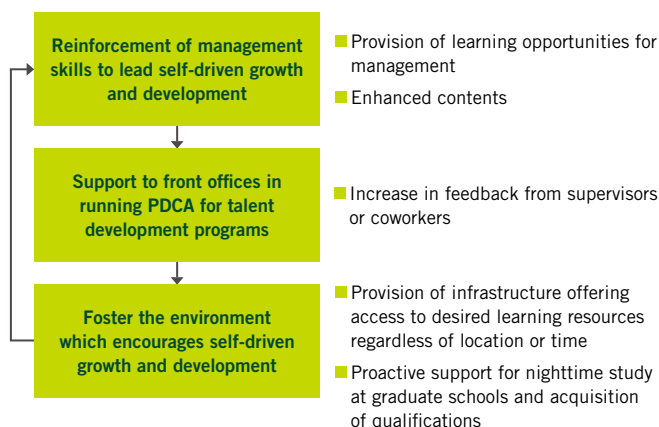 Reinforcement of management
skills to lead self-driven growth
and development
Provision of learning opportunities for
management
Enhanced contents
Support to front offices in
running PDCA for talent
development programs
Increase in feedback from supervisors
or coworkers
Foster the environment
which encourages self-driven
growth and development
Provision of infrastructure offering
access to desired learning resources
regardless of location or time
Proactive support for nighttime study
at graduate schools and acquisition
of qualifications